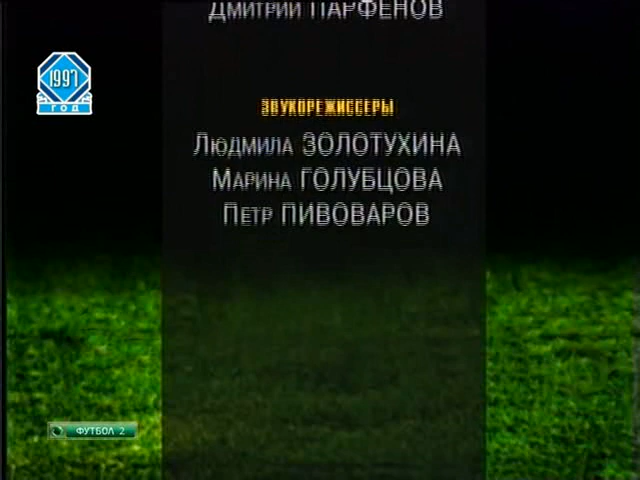 Дмитрий ПАРФЕНОВ
1997
ГОД
ЗВУКОРЕЖИССЕРЫ
Людмила ЗОЛОТУХИНА
Марина ГОЛУБЦОВА
Петр ПИВОВАРОВ
ФУТБОЛ 2